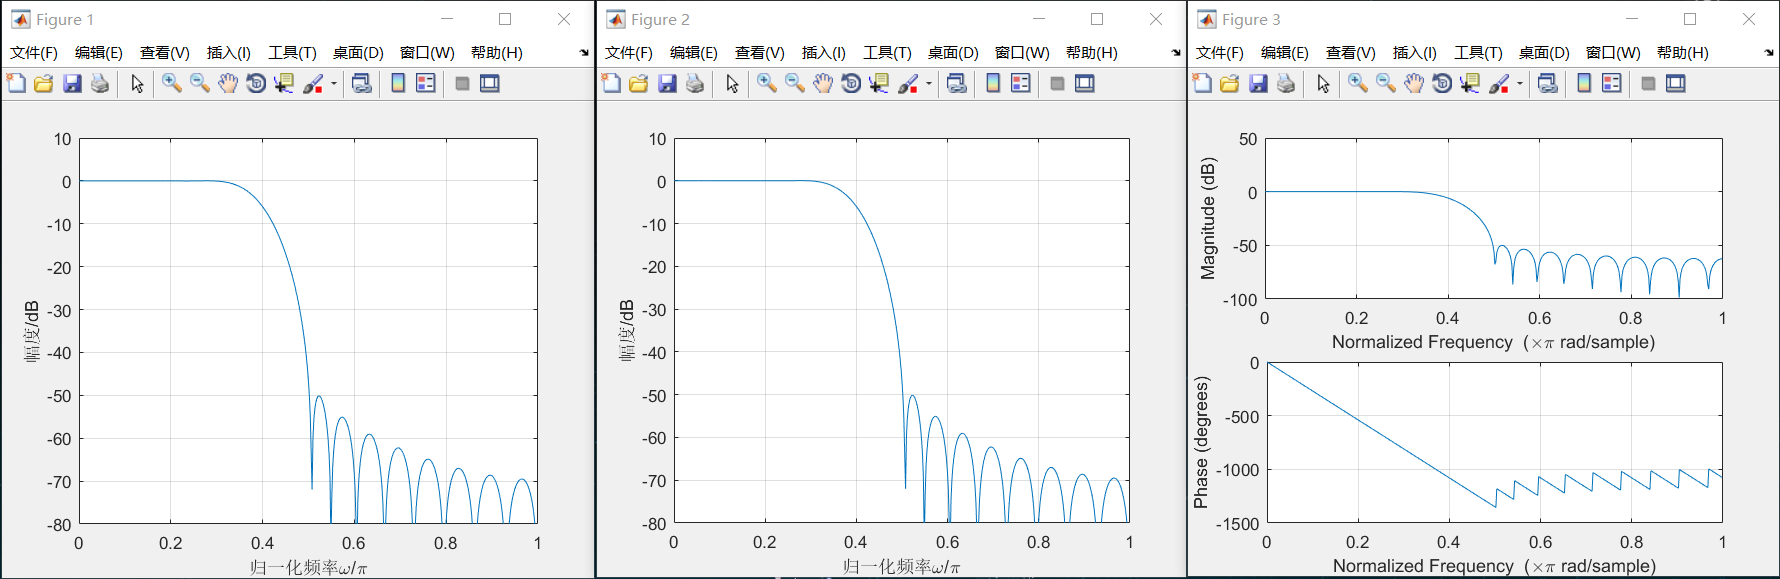 Figure 1
文件(F) 编辑(E) 查看(V) 插入(I) 工具(T) 桌面(D) 窗口(W) 帮助(H)
10
0
-10
-20
-30
-40
-50
-60
-70
-80
幅度/dB
0 0.2 0.4 0.6 0.8 1
归一化频率ω/π
Figure 2
文件(F) 编辑(E) 查看(V) 插入(I) 工具(T) 桌面(D) 窗口(W) 帮助(H)
10
0
-10
-20
-30
-40
-50
-60
-70
-80
幅度/dB
0 0.2 0.4 0.6 0.8 1
归一化频率ω/π
Figure 3
文件(F) 编辑(E) 查看(V) 插入(I) 工具(T) 桌面(D) 窗口(W) 帮助(H)
50
0
-50
-100
Magnitude (dB)
0 0.2 0.4 0.6 0.8 1
Normalized Frequency (×π rad/sample)
0
-500
-1000
-1500
Phase (degrees)
0 0.2 0.4 0.6 0.8 1
Normalized Frequency (×π rad/sample)